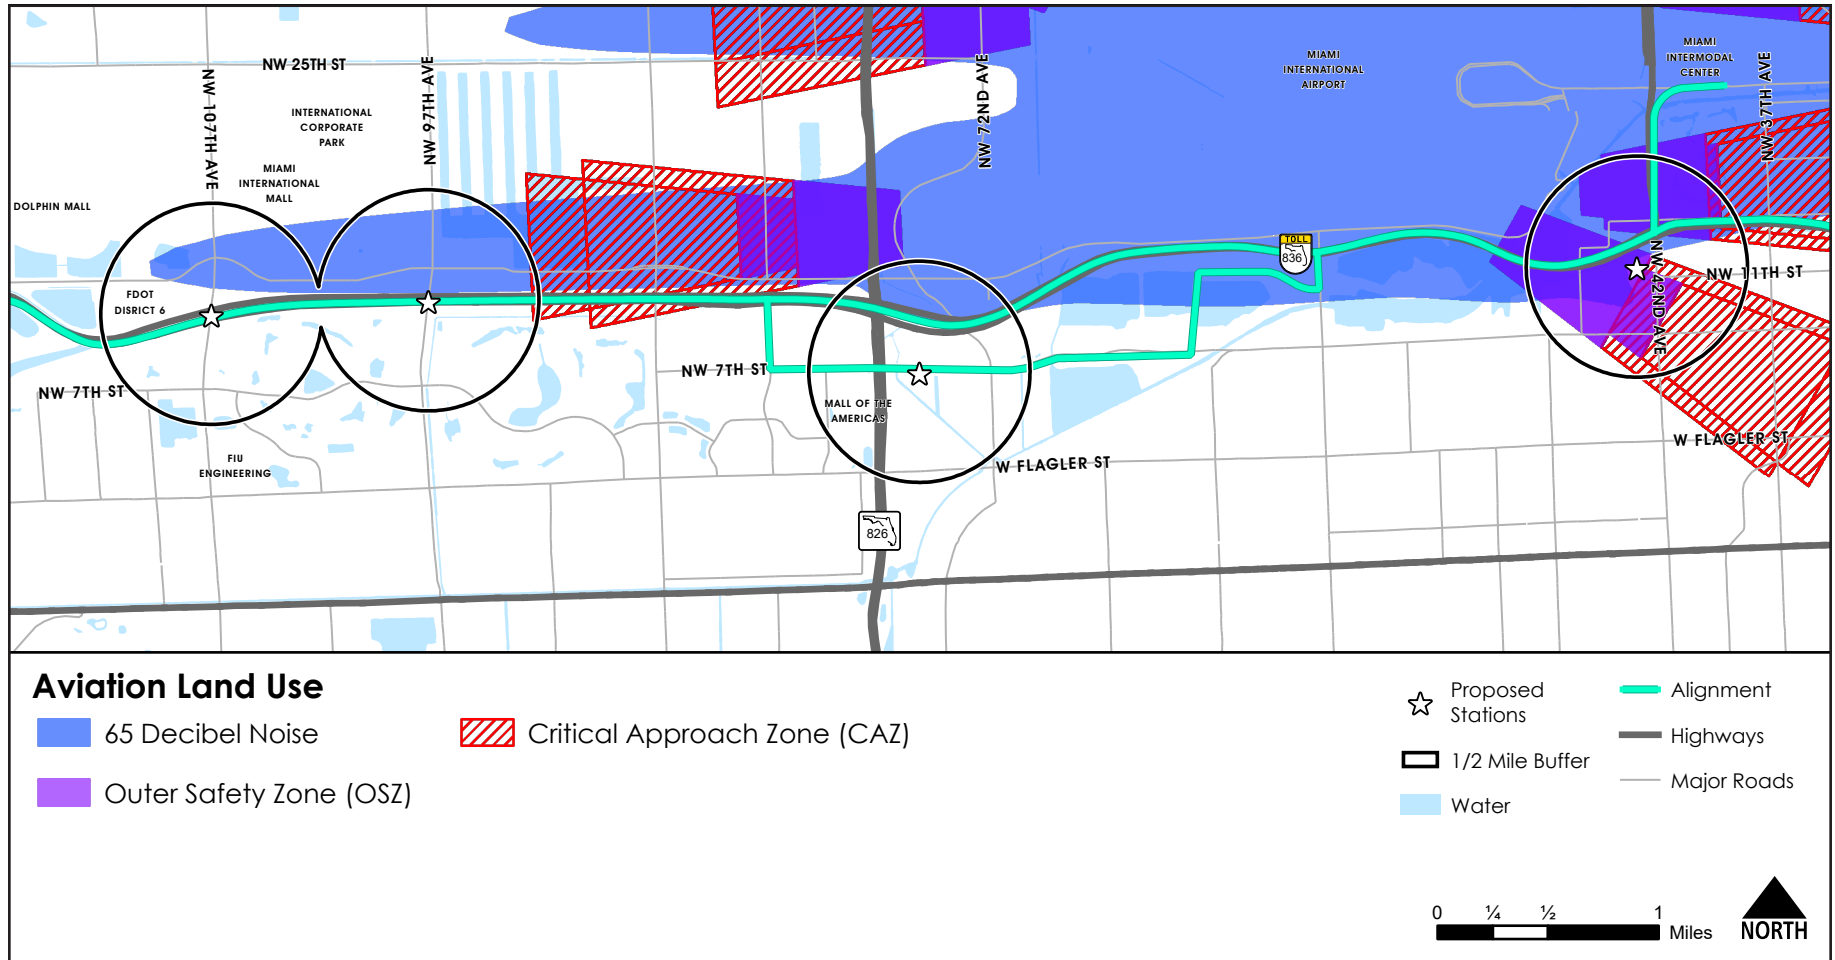 NW 25TH ST
NW 107TH AVE
NW 97TH AVE
INTERNATIONAL
CORPORATE
PARK
MIAMI
INTERNATIONAL
MALL
DOLPHIN MALL
FDOT
DISRICT 6
NW 7TH ST
FIU
ENGINEERING
NW 72ND AVE
MIAMI
INTERNATIONAL
AIRPORT
MIAMI
INTERMODAL
CENTER
NW 37TH AVE
TOLL
836
NW 42ND AVE
NW 11TH ST
NW 7TH ST
MALL OF THE
AMERICAS
W FLAGLER ST
W FLAGLER ST
826
Aviation Land Use
65 Decibel Noise
Critical Approach Zone (CAZ)
Outer Safety Zone (OSZ)
Proposed
Stations
1/2 Mile Buffer
Water
Alignment
Highways
Major Roads
0 ¼ ½ 1
Miles
NORTH